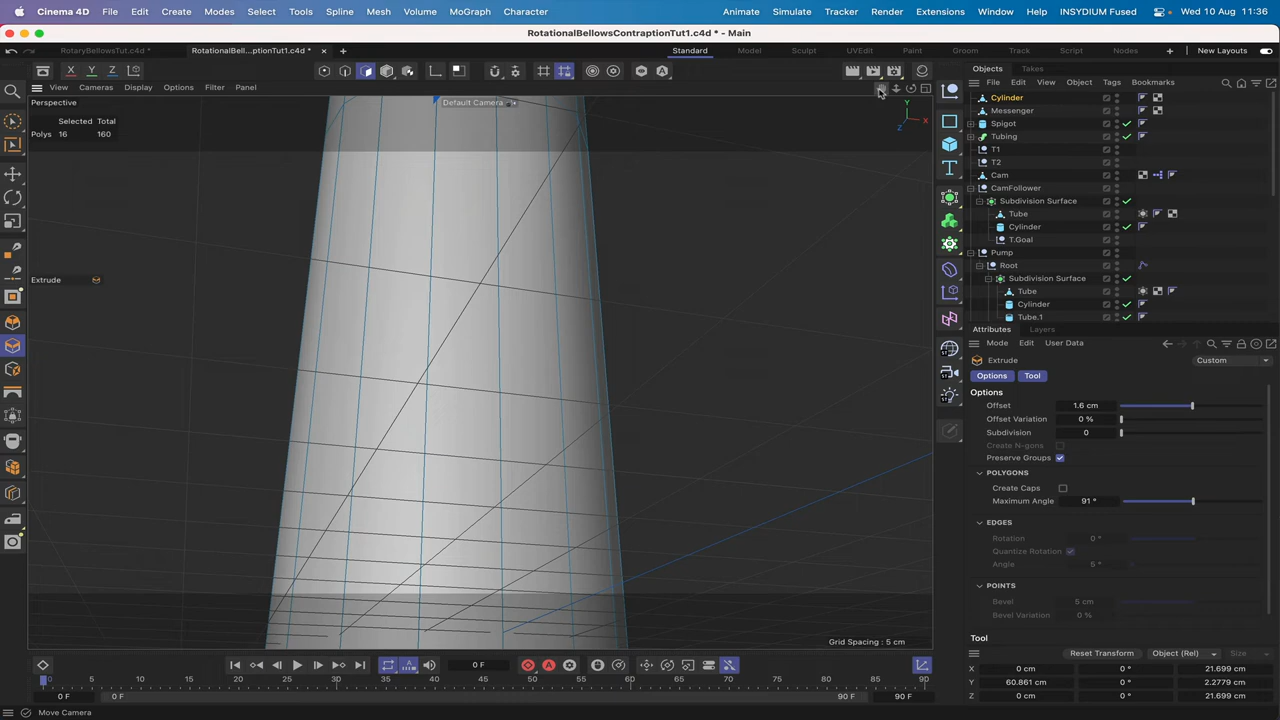 Cinema 4D File Edit Create Modes Select Tools Spline Mesh Volume MoGraph Character Animate Simulate Tracker Render Extensions Window Help INSYDIUM Fused Wed 10 Aug 11:36
RotationalBellowsContraptionTut1.c4d * - Main
RotaryBellowsTut.c4d * RotationalBell...ptionTut1.c4d * Standard Model Sculpt UVEdit Paint Groom Track Script Nodes New Layouts
Objects Takes
View Cameras Display Options Filter Panel File Edit View Object Tags Bookmarks
Perspective Default Camera
Selected Total
Polys 16 160
Y
X
Z
Cylinder
Messenger
Spigot
Tubing
T1
T2
Cam
CamFollower
Subdivision Surface
Tube
Cylinder
T.Goal
Pump
Root
Subdivision Surface
Tube
Cylinder
Tube.1
Extrude
Attributes Layers
Mode Edit User Data
Extrude Custom
Options Tool
Options
Offset 1.6 cm
Offset Variation 0 %
Subdivision 0
Create N-gons
Preserve Groups
POLYGONS
Create Caps
Maximum Angle 91 °
EDGES
Rotation 0 °
Quantize Rotation
Angle 5 °
POINTS
Bevel 5 cm
Bevel Variation 0 %
Grid Spacing : 5 cm
Tool
Reset Transform Object (Rel) Size
X 0 cm 0 ° 21.699 cm
Y 60.861 cm 0 ° 2.2779 cm
Z 0 cm 0 ° 21.699 cm
0 F
0 5 10 15 20 25 30 35 40 45 50 55 60 65 70 75 80 85 90
0 F 0 F 90 F 90 F
Move Camera